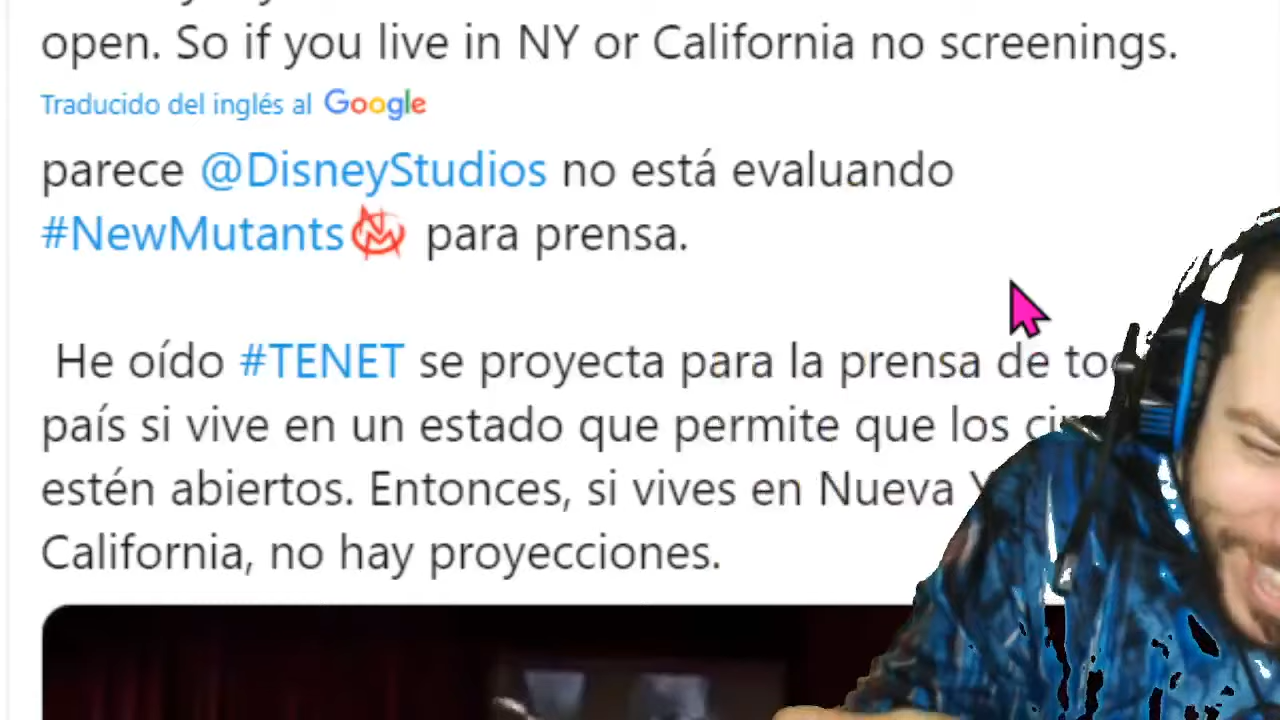 open. So if you live in NY or California no screenings.
Traducido del inglés al Google
parece @DisneyStudios no está evaluando
#NewMutants para prensa.
He oído #TENET se proyecta para la prensa de
país si vive en un estado que permite que los
estén abiertos. Entonces, si vives en Nueva
California, no hay proyecciones.